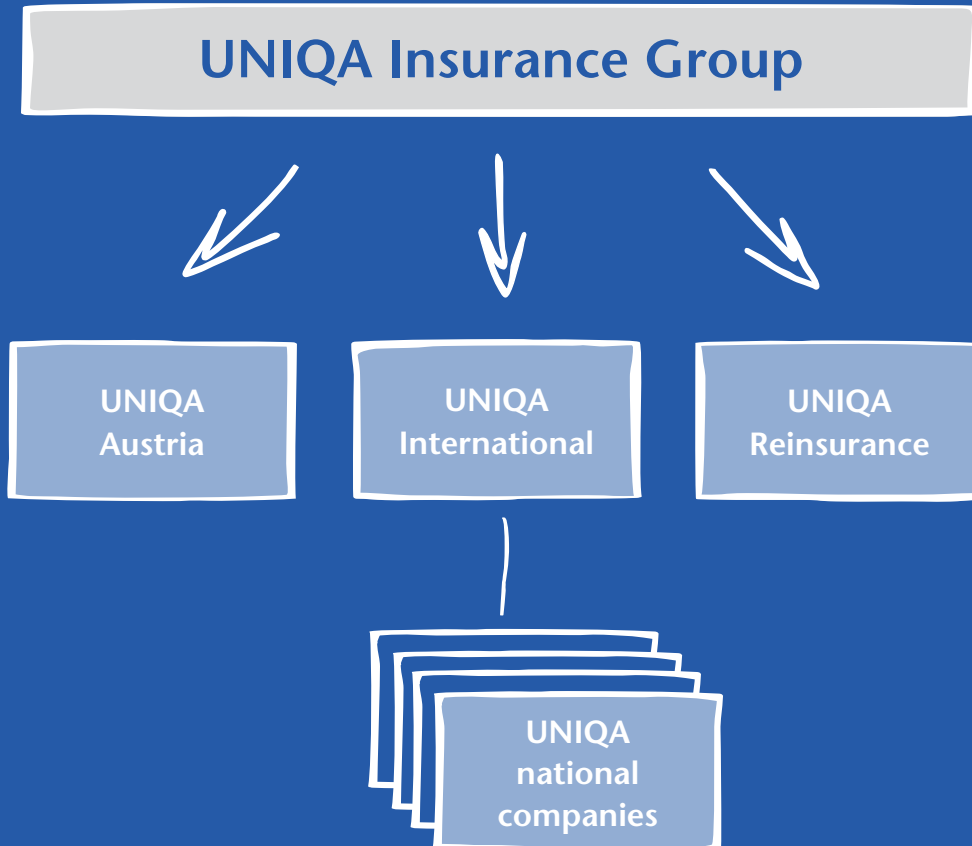 UNIQA Insurance Group
UNIQA
Austria
UNIQA
International
UNIQA
Reinsurance
UNIQA
national
companies